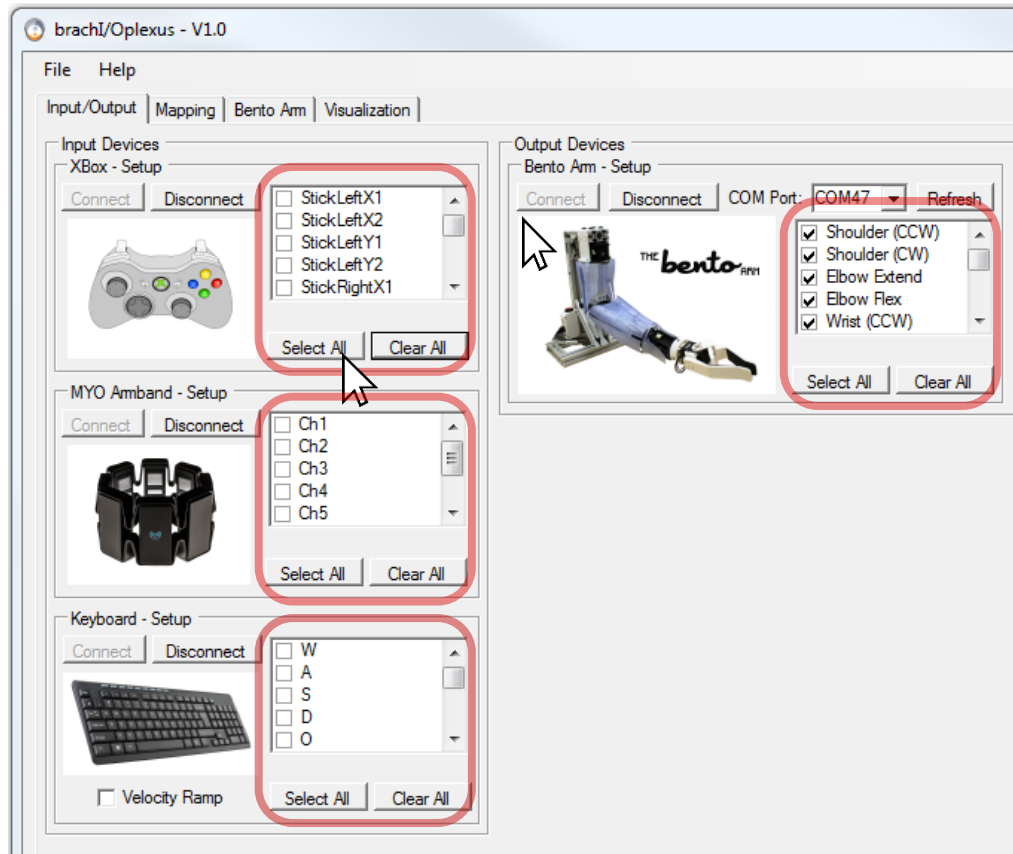 brachI/Oplexus - V1.0
File Help
Input/Output Mapping Bento Arm Visualization
Input Devices
XBox - Setup
Connect Disconnect
StickLeftX1
StickLeftX2
StickLeftY1
StickLeftY2
StickRightX1
Select All Clear All
MYO Armband - Setup
Connect Disconnect
Ch1
Ch2
Ch3
Ch4
Ch5
Select All Clear All
Keyboard - Setup
Connect Disconnect
W
A
S
D
O
Velocity Ramp
Select All Clear All
Output Devices
Bento Arm - Setup
Connect Disconnect COM Port: COM47 Refresh
THE bento ARM
Shoulder (CCW)
Shoulder (CW)
Elbow Extend
Elbow Flex
Wrist (CCW)
Select All Clear All